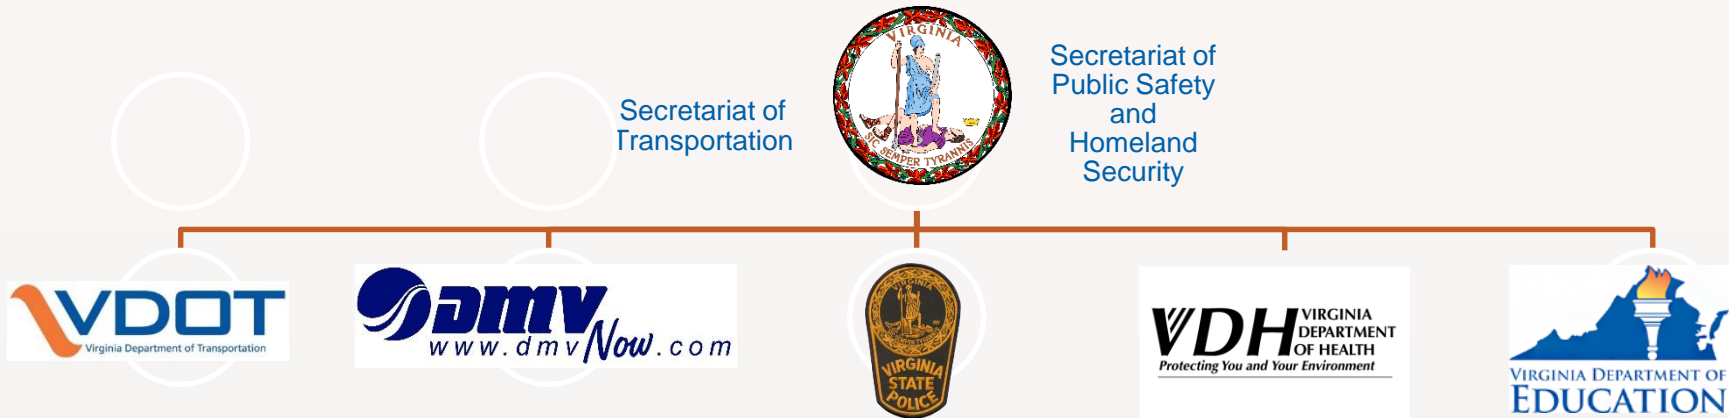 VIRGINIA
SIC SEMPER TYRANNIS
Secretariat of
Transportation
Secretariat of
Public Safety
and
Homeland
Security
VDOT
Virginia Department of Transportation
DMV
www.dmvNow.com
VIRGINIA
VIRGINIA
STATE
POLICE
VDH
VIRGINIA
DEPARTMENT
OF HEALTH
Protecting You and Your Environment
VIRGINIA DEPARTMENT OF
EDUCATION